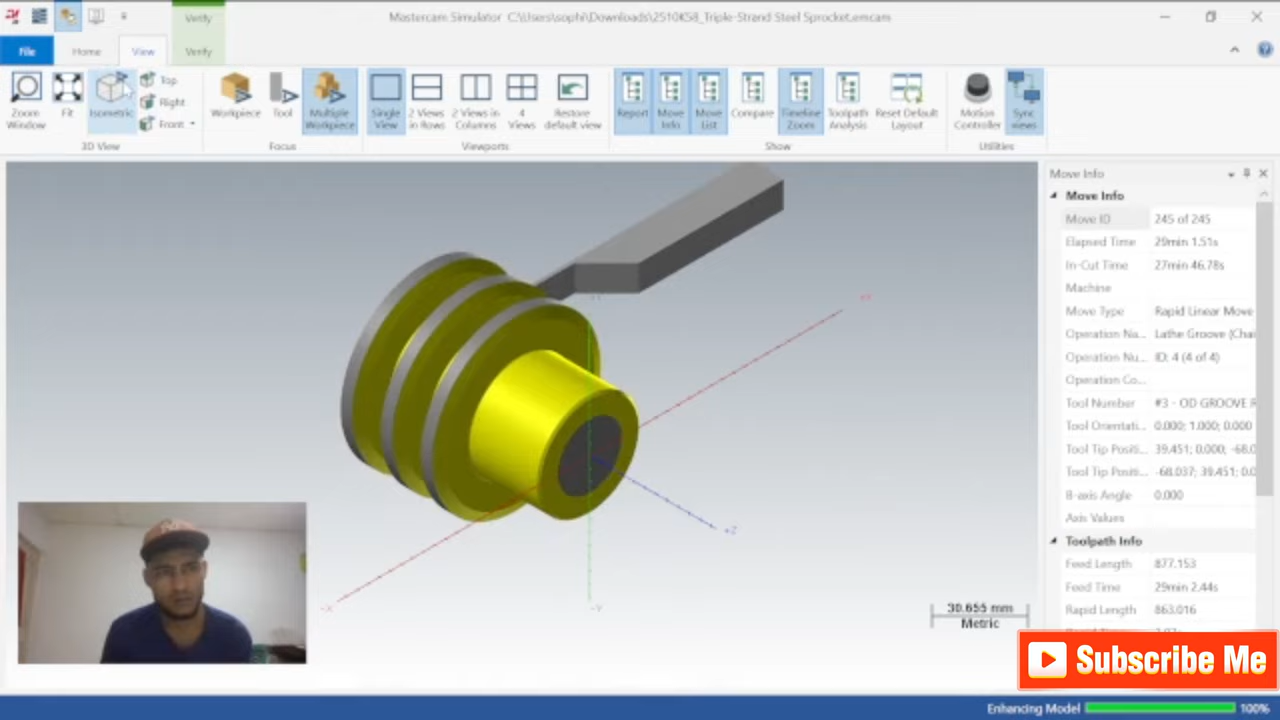 Verify
Mastercam Simulator C:\Users\sophi\Downloads\2510K58_Triple-Strand Steel Sprocket.emcam
File
Home
View
Verify
Zoom Window
Fit
Isometric
Top
Right
Front
3D View
Workpiece
Tool
Multiple Workpiece
Focus
Single View
2 Views in Rows
2 Views in Columns
4 Views
Restore default view
Viewports
Report
Move Info
Move List
Compare
Timeline Zoom
Toolpath Analysis
Reset Default Layout
Show
Motion Controller
Sync views
Utilities
Move Info
Move Info
Move ID 245 of 245
Elapsed Time 29min 1.51s
In-Cut Time 27min 46.78s
Machine
Move Type Rapid Linear Move
Operation Na... Lathe Groove (Chai
Operation Nu... ID: 4 (4 of 4)
Operation Co...
Tool Number #3 - OD GROOVE R
Tool Orientati... 0.000; 1.000; 0.000
Tool Tip Positi... 39.451; 0.000; -68.0
Tool Tip Positi... -68.037; 39.451; 0.0
B-axis Angle 0.000
Axis Values
Toolpath Info
Feed Length 877.153
Feed Time 29min 2.44s
Rapid Length 863.016
+X
-X
+Z
-Y
30.655 mm
Metric
Subscribe Me
Enhancing Model 100%